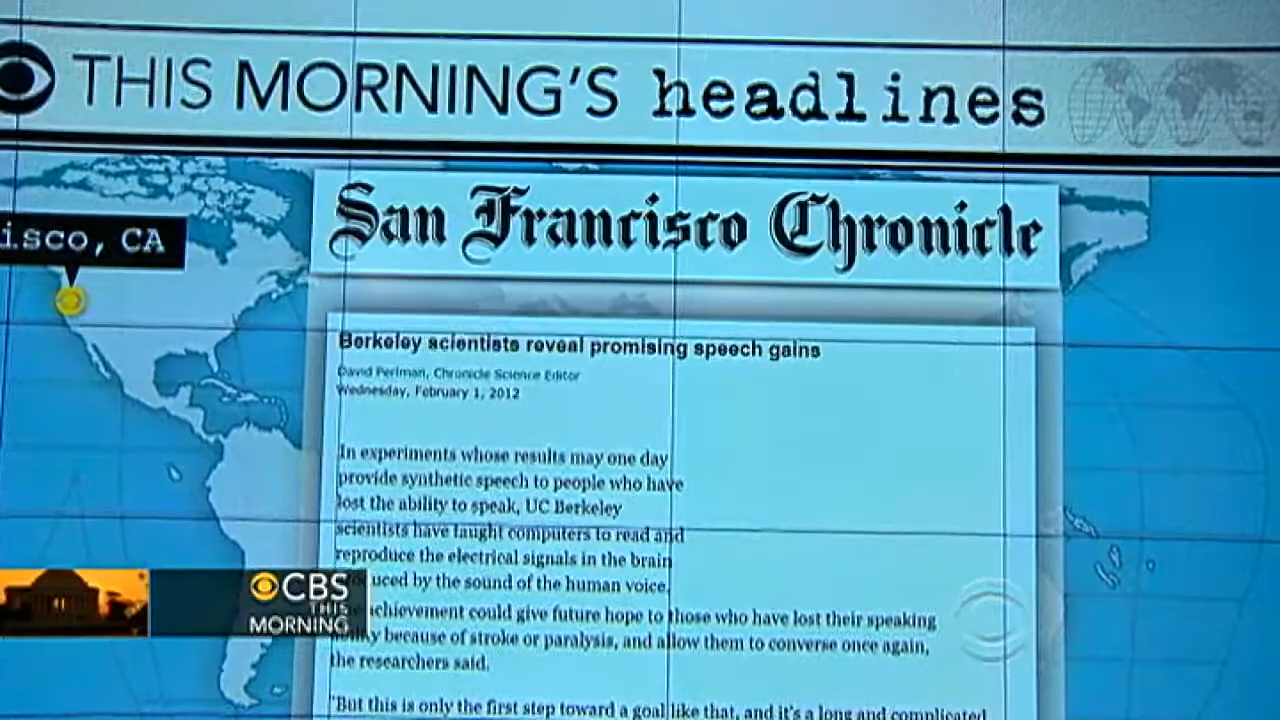 THIS MORNING'S headlines
San Francisco Chronicle
isco, CA
Berkeley scientists reveal promising speech gains
David Perlman, Chronicle Science Editor
Wednesday, February 1, 2012
In experiments whose results may one day
provide synthetic speech to people who have
lost the ability to speak, UC Berkeley
scientists have taught computers to read and
reproduce the electrical signals in the brain
uced by the sound of the human voice.
achievement could give future hope to those who have lost their speaking
because of stroke or paralysis, and allow them to converse once again,
the researchers said.
"But this is only the first step toward a goal like that, and it's a long and complicated
CBS
THIS
MORNING